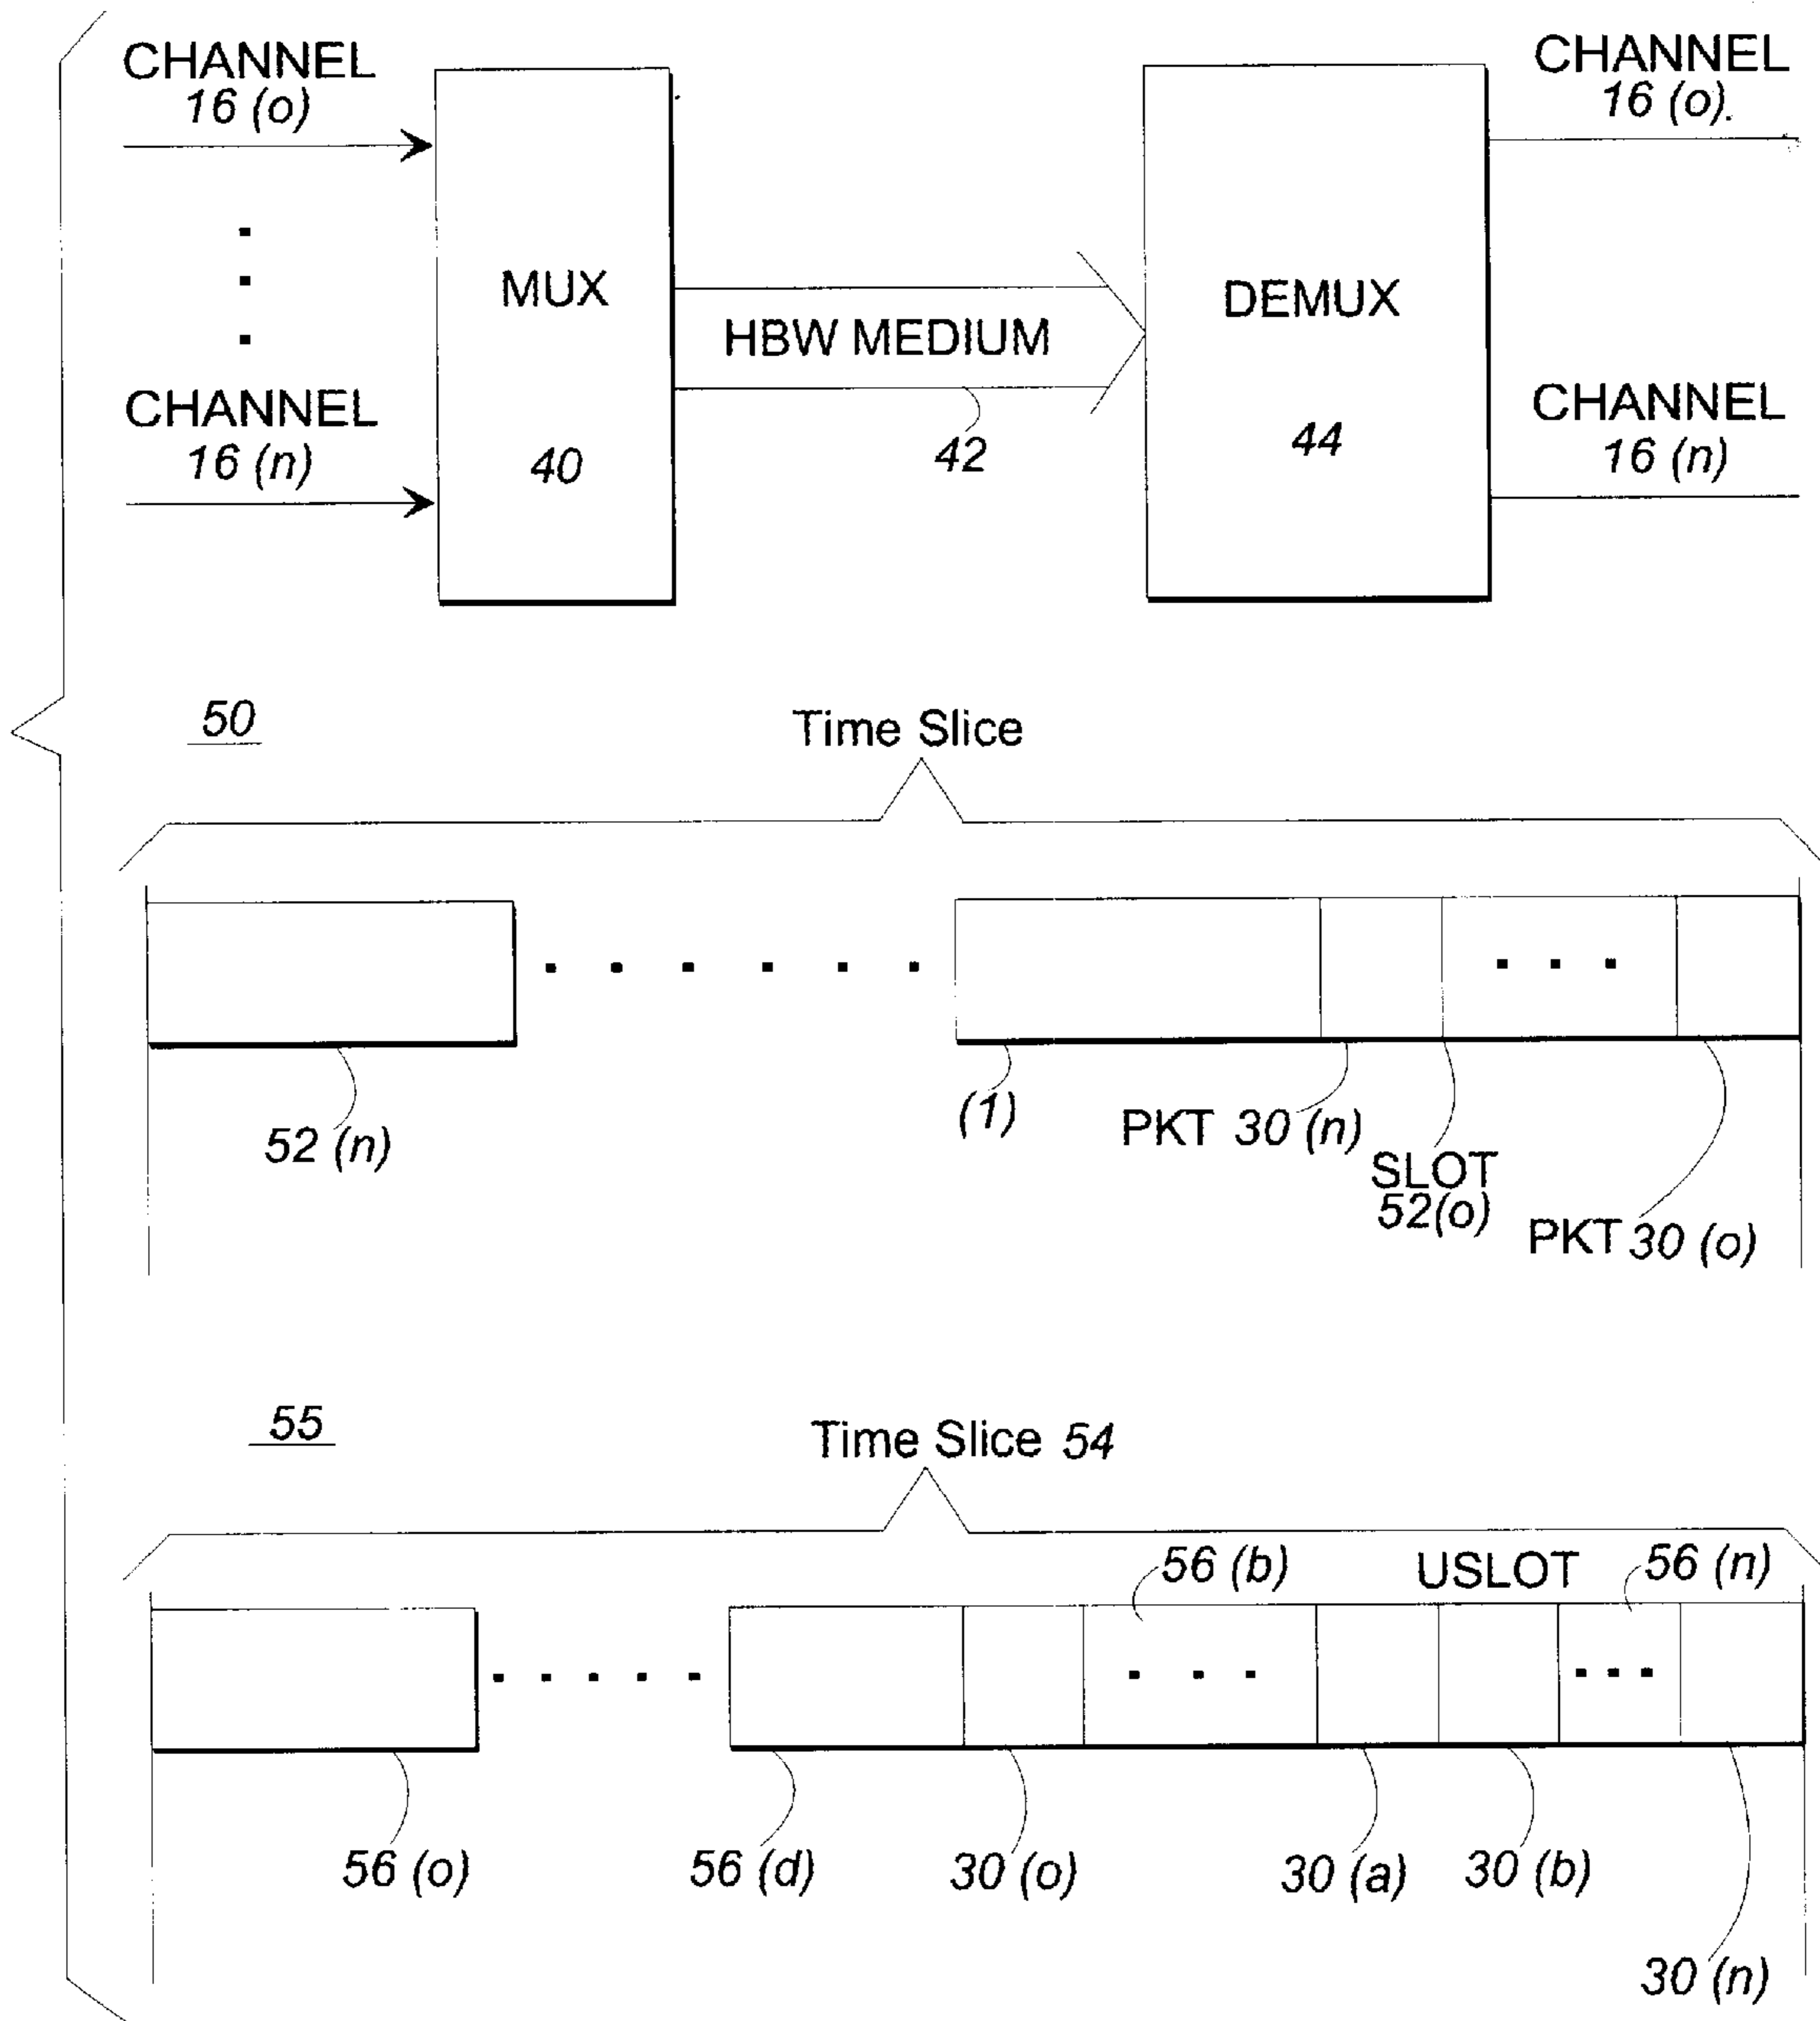 CHANNEL
16 (o)
CHANNEL
16 (o).
MUX
HBW MEDIUM
DEMUX
CHANNEL
16 (n)
40
42
44
CHANNEL
16 (n)
50
Time Slice
52 (n)
(1)
PKT 30 (n)
SLOT
52(o)
PKT 30 (o)
55
Time Slice 54
56 (b)
USLOT
56 (n)
56 (o)
56 (d)
30 (o)
30 (a)
30 (b)
30 (n)